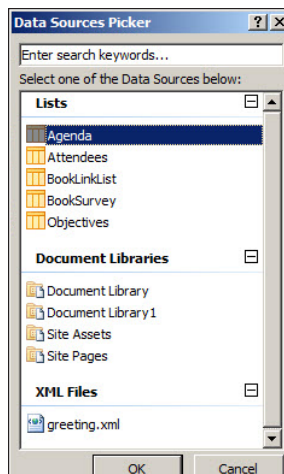 Data Sources Picker
Enter search keywords...
Select one of the Data Sources below:
Lists
Agenda
Attendees
BookLinkList
BookSurvey
Objectives
Document Libraries
Document Library
Document Library1
Site Assets
Site Pages
XML Files
greeting.xml
OK Cancel